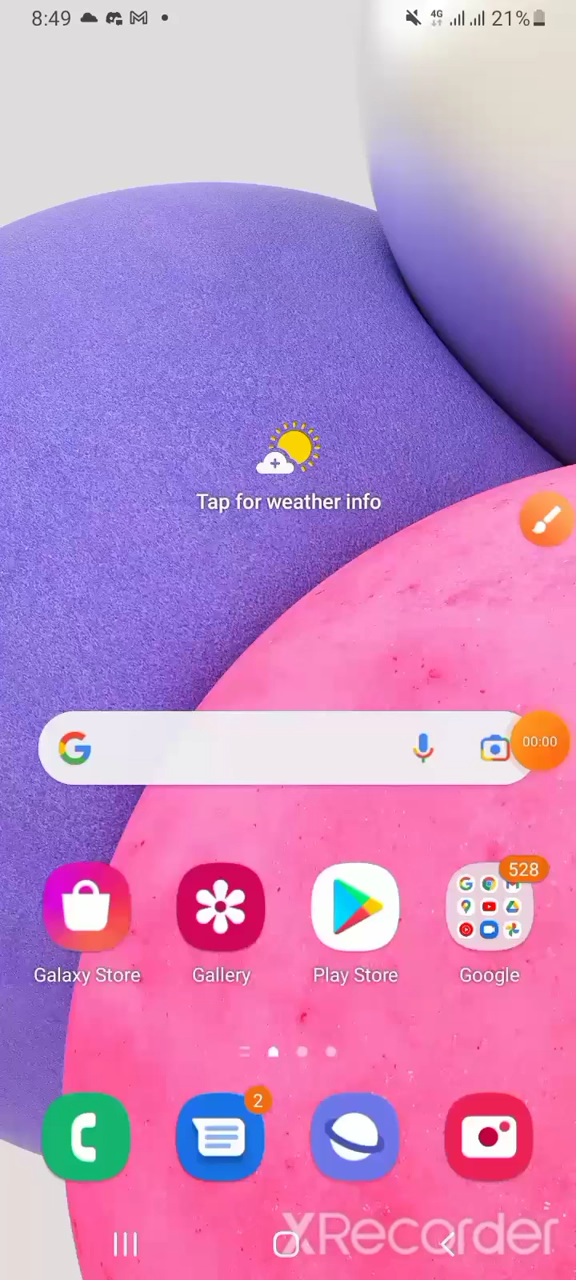 8:49 4G 21%
Tap for weather info
00:00
528
Galaxy Store Gallery Play Store Google
2
XRecorder